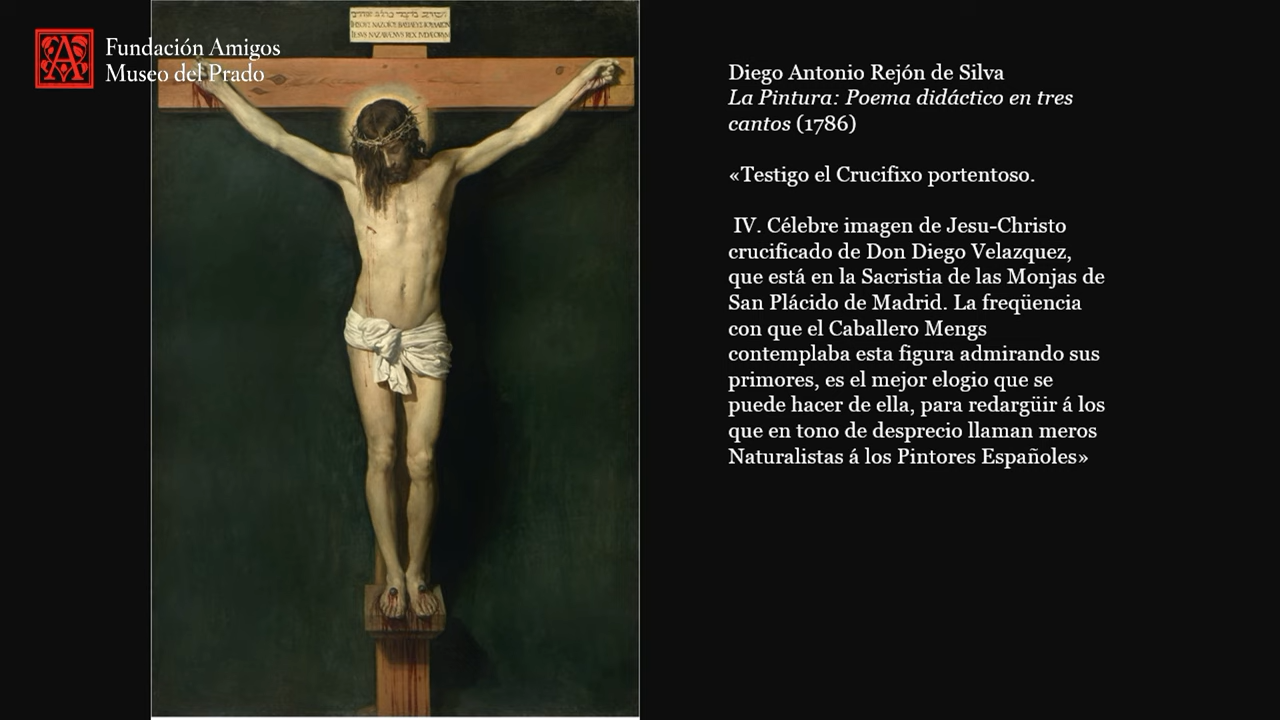 Fundación Amigos
Museo del Prado
Diego Antonio Rejón de Silva
La Pintura: Poema didáctico en tres
cantos (1786)
«Testigo el Crucifixo portentoso.
IV. Célebre imagen de Jesu-Christo
crucificado de Don Diego Velazquez,
que está en la Sacristia de las Monjas de
San Plácido de Madrid. La freqüencia
con que el Caballero Mengs
contemplaba esta figura admirando sus
primores, es el mejor elogio que se
puede hacer de ella, para redargüir á los
que en tono de desprecio llaman meros
Naturalistas á los Pintores Españoles»